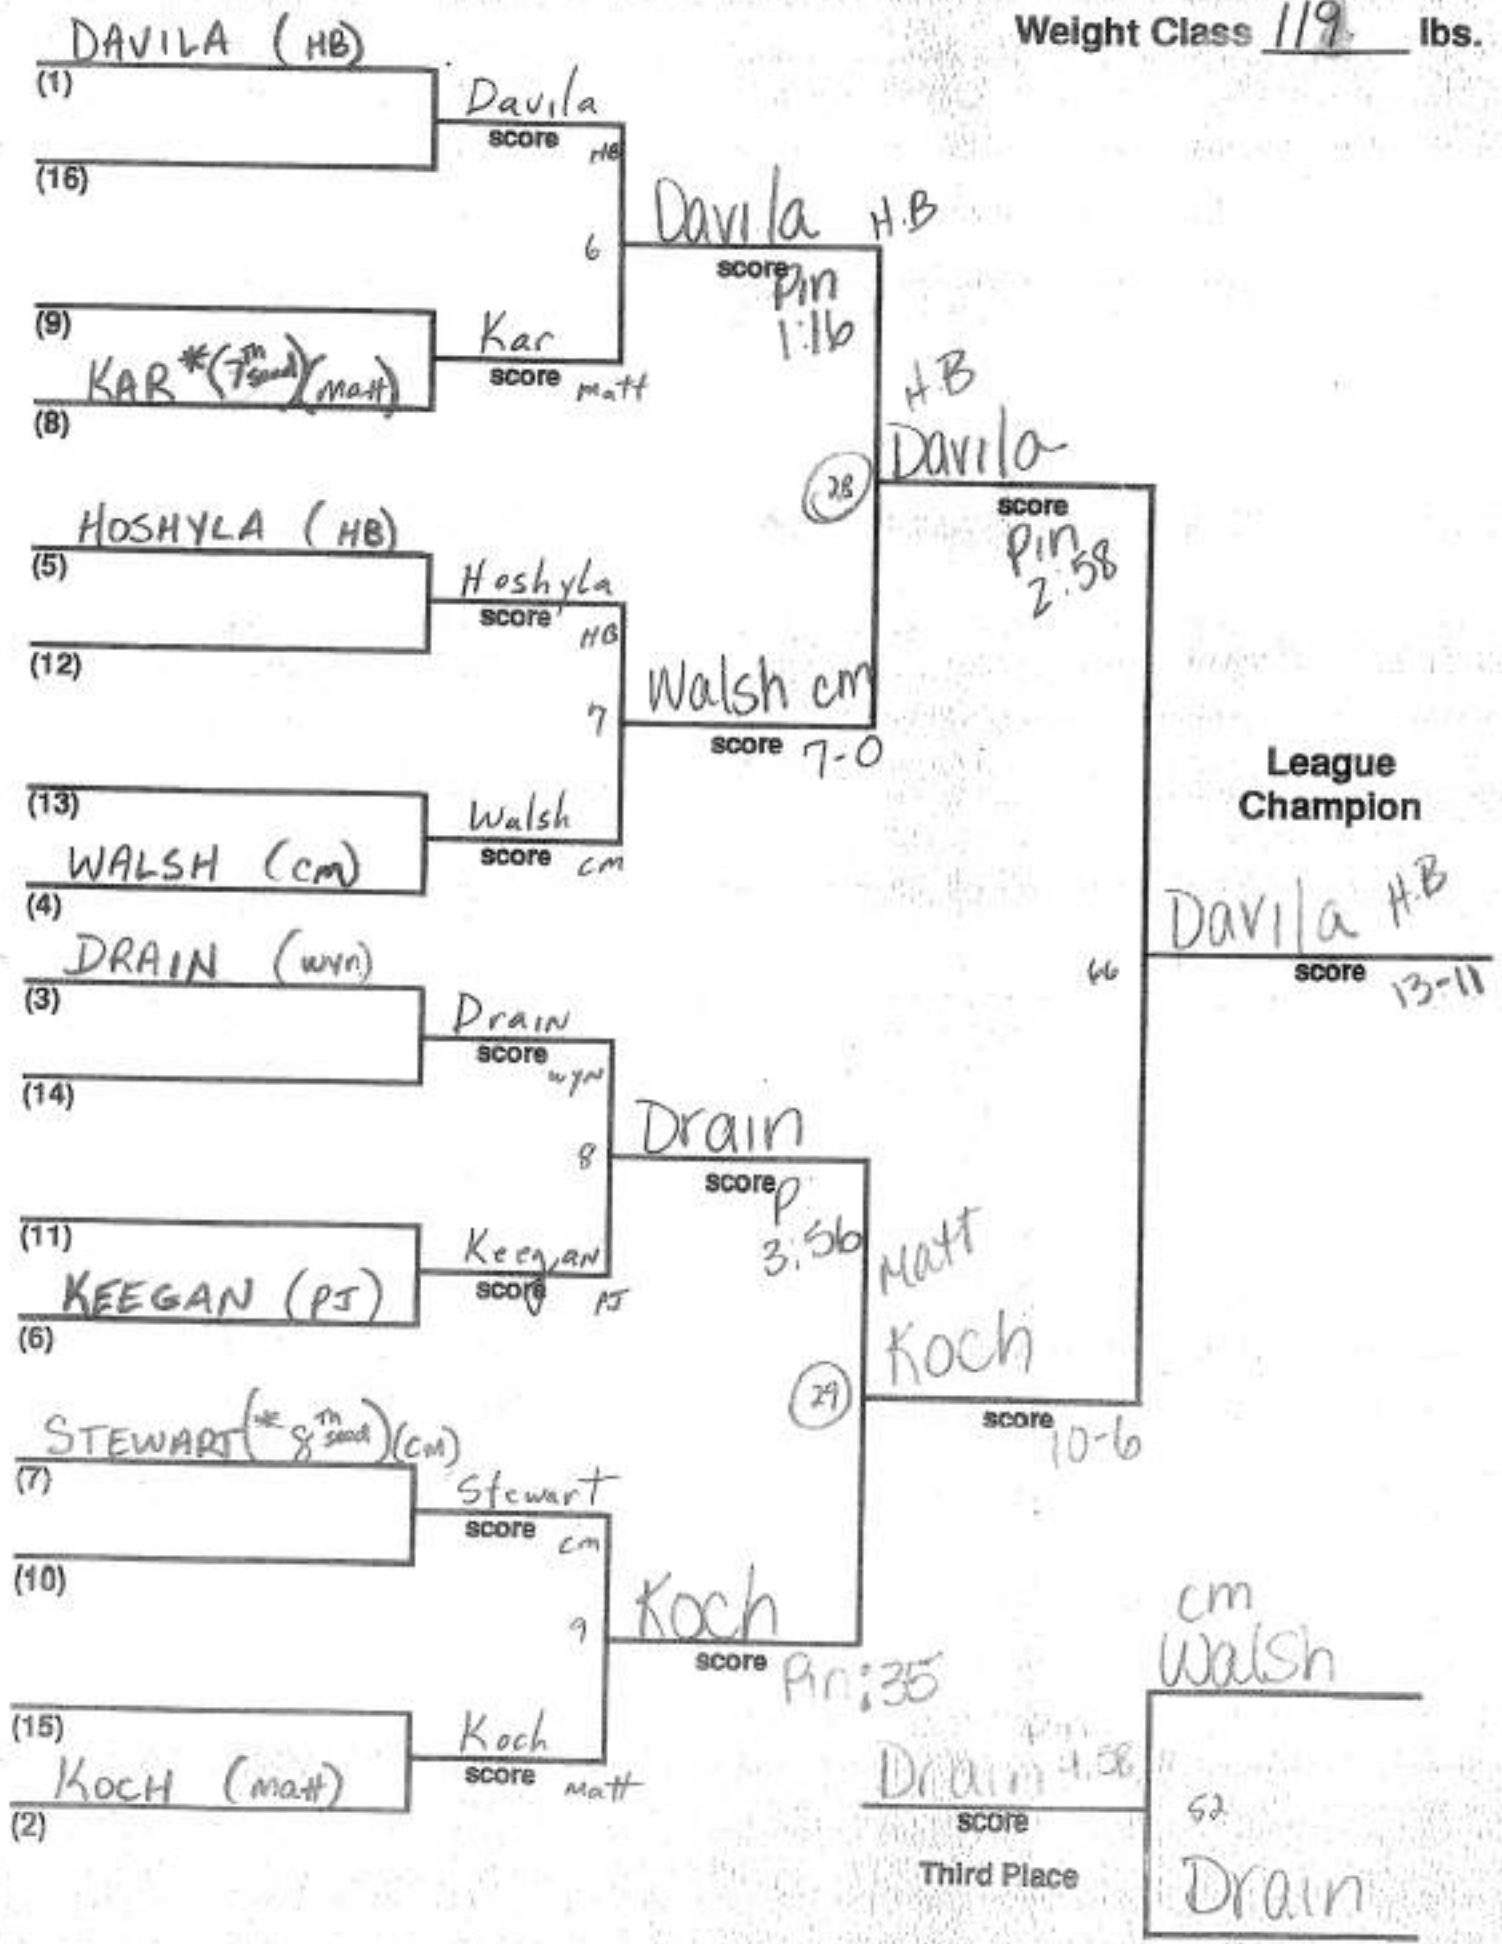 Weight Class 119 lbs.
DAVILA (HB)
(1)
Davila
score
HB
(16)
Davila H.B
score
Pin
1:16
6
(9)
Kar
score
matt
KAR *(7th seed)(Matt)
(8)
H.B
Davila
score
Pin
2:58
28
HOSHYLA (HB)
(5)
Hoshyla
score
HB
(12)
Walsh cm
score
7-0
7
(13)
Walsh
score
cm
WALSH (cm)
(4)
League
Champion
Davila H.B
score
13-11
66
DRAIN (wyn)
(3)
Drain
score
wyn
(14)
Drain
score
P
3:56
8
(11)
Keegan
score
PJ
KEEGAN (PJ)
(6)
Matt
Koch
score
10-6
29
STEWART (* 8th seed)(cm)
(7)
Stewart
score
cm
(10)
Koch
score
Pin :35
9
(15)
Koch
score
Matt
KOCH (matt)
(2)
cm
Walsh
pin
Drain 4:58
score
52
Third Place
Drain